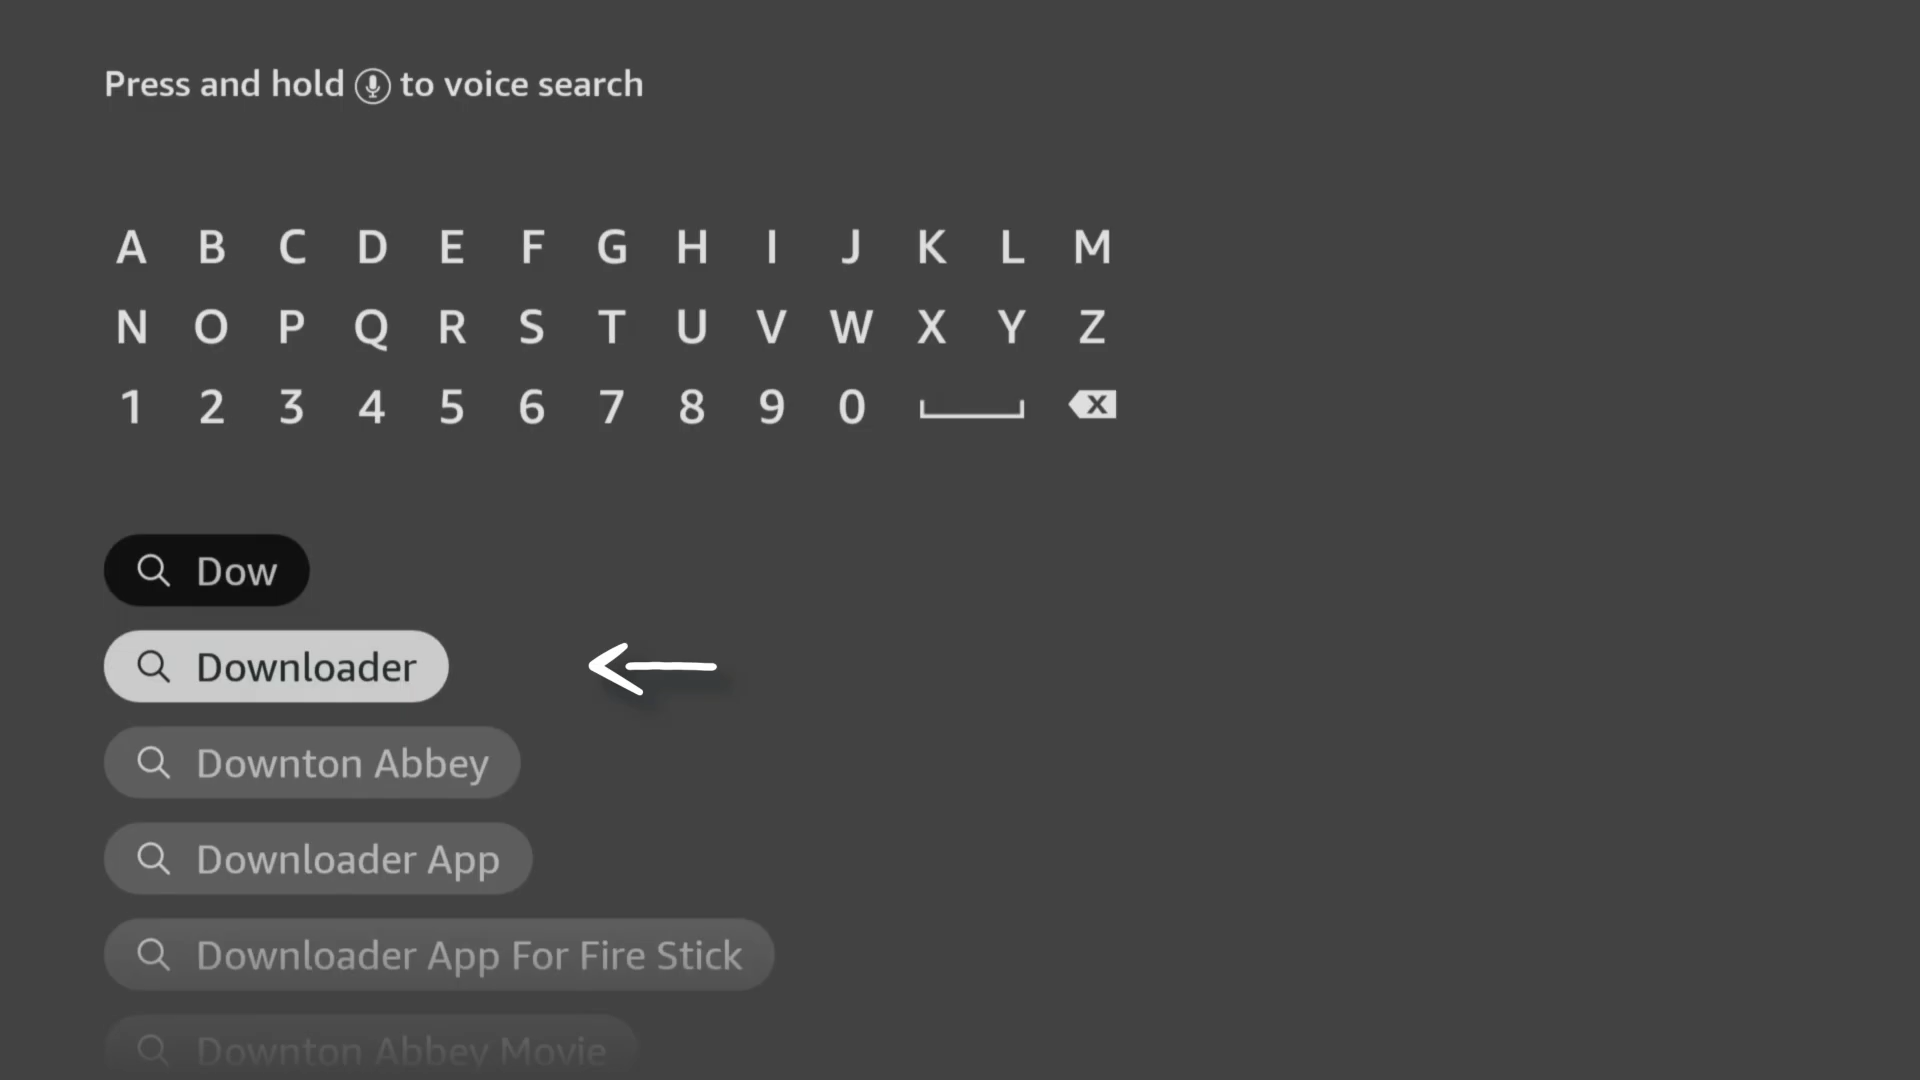 Press and hold to voice search
A B C D E F G H I J K L M
N O P Q R S T U V W X Y Z
1 2 3 4 5 6 7 8 9 0
Dow
Downloader
Downton Abbey
Downloader App
Downloader App For Fire Stick
Downton Abbey Movie